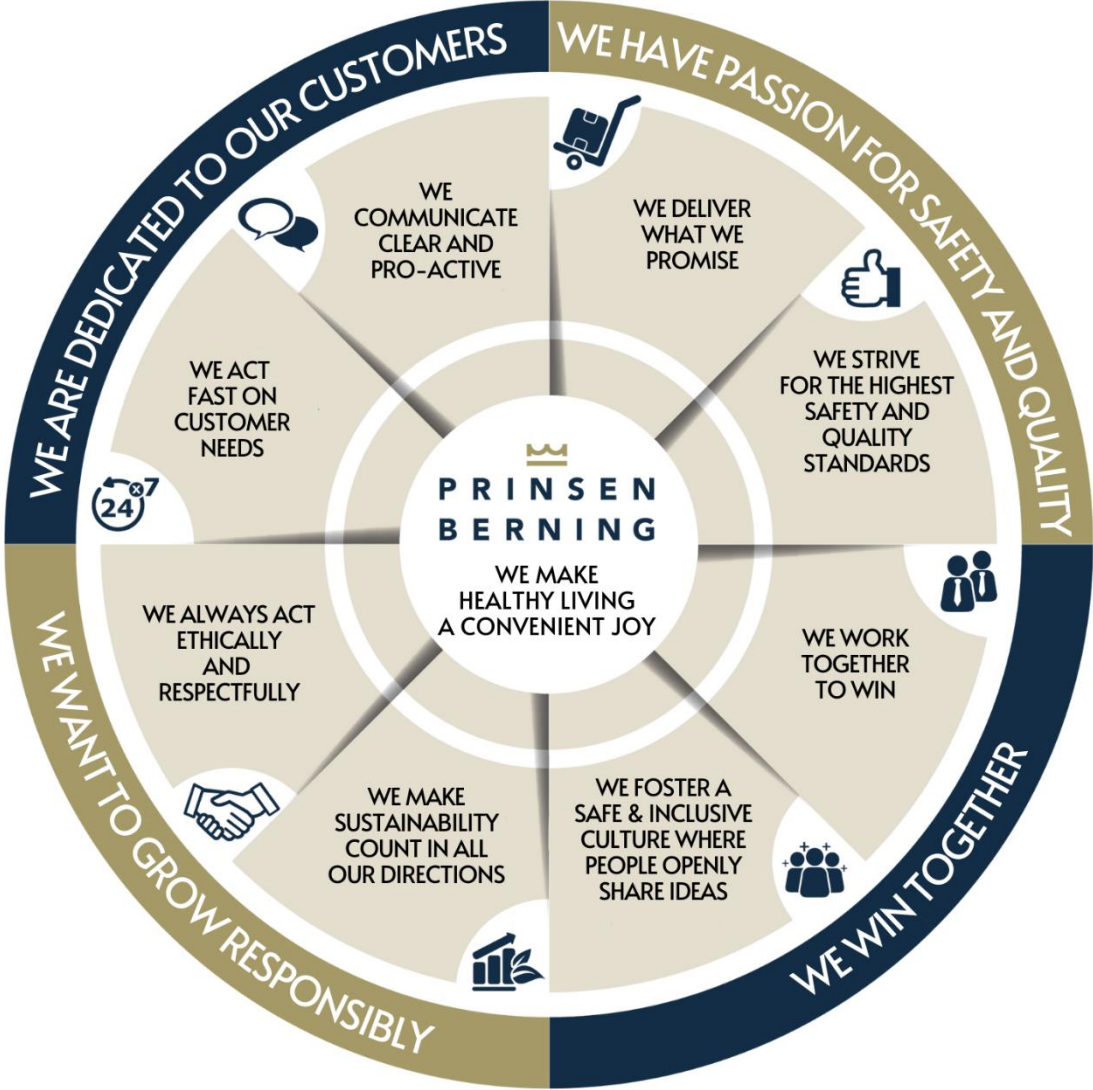 WE ARE DEDICATED TO OUR CUSTOMERS
WE HAVE PASSION FOR SAFETY AND QUALITY
WE WIN TOGETHER
WE WANT TO GROW RESPONSIBLY
WE
COMMUNICATE
CLEAR AND
PRO-ACTIVE
WE DELIVER
WHAT WE
PROMISE
WE STRIVE
FOR THE HIGHEST
SAFETY AND
QUALITY
STANDARDS
WE WORK
TOGETHER
TO WIN
WE FOSTER A
SAFE & INCLUSIVE
CULTURE WHERE
PEOPLE OPENLY
SHARE IDEAS
WE MAKE
SUSTAINABILITY
COUNT IN ALL
OUR DIRECTIONS
WE ALWAYS ACT
ETHICALLY
AND
RESPECTFULLY
WE ACT
FAST ON
CUSTOMER
NEEDS
24x7
PRINSEN
BERNING
WE MAKE
HEALTHY LIVING
A CONVENIENT JOY